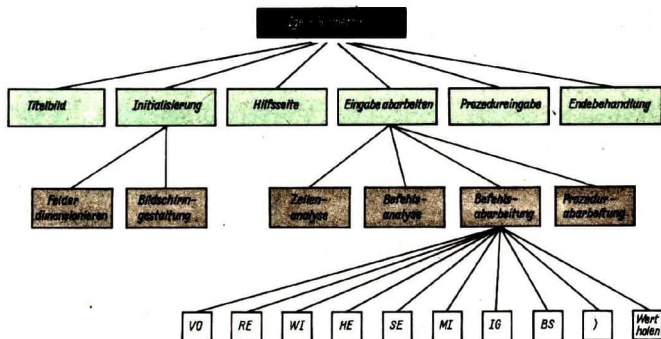 Titelbild
Initialisierung
Hilfsseite
Eingabe abarbeiten
Prozedureingabe
Endebehandlung
Felder
dimensionieren
Bildschirm-
gestaltung
Zeilen-
analyse
Befehls-
analyse
Befehls-
abarbeitung
Prozedur-
abarbeitung
VO
RE
WI
HE
SE
MI
IG
BS
)
Wert
holen